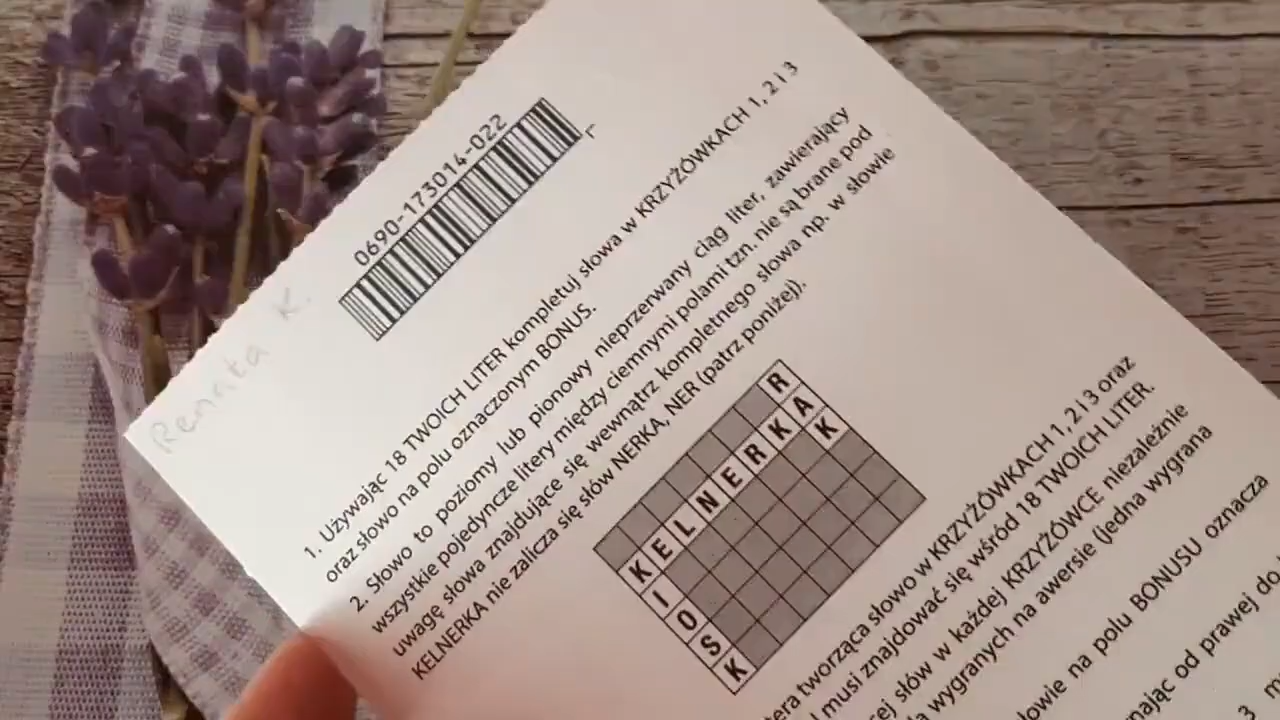 0690-173014-022
Renata K.
1. Używając 18 TWOICH LITER kompletuj słowa w KRZYŻÓWKACH 1, 2 i 3
oraz słowo na polu oznaczonym BONUS.
2. Słowo to poziomy lub pionowy nieprzerwany ciąg liter, zawierający
wszystkie pojedyncze litery między ciemnymi polami tzn. nie są brane pod
uwagę słowa znajdujące się wewnątrz kompletnego słowa np. w słowie
KELNERKA nie zalicza się słów NERKA, NER (patrz poniżej).
R
KELNERKA
I K
O
S
K
tworząca słowo w KRZYŻÓWKACH 1, 2 i 3 oraz
musi znajdować się wśród 18 TWOICH LITER.
słów w każdej KRZYŻÓWCE niezależnie
wygranych na awersie (jedna wygrana
na polu BONUSU oznacza
od prawej do
3